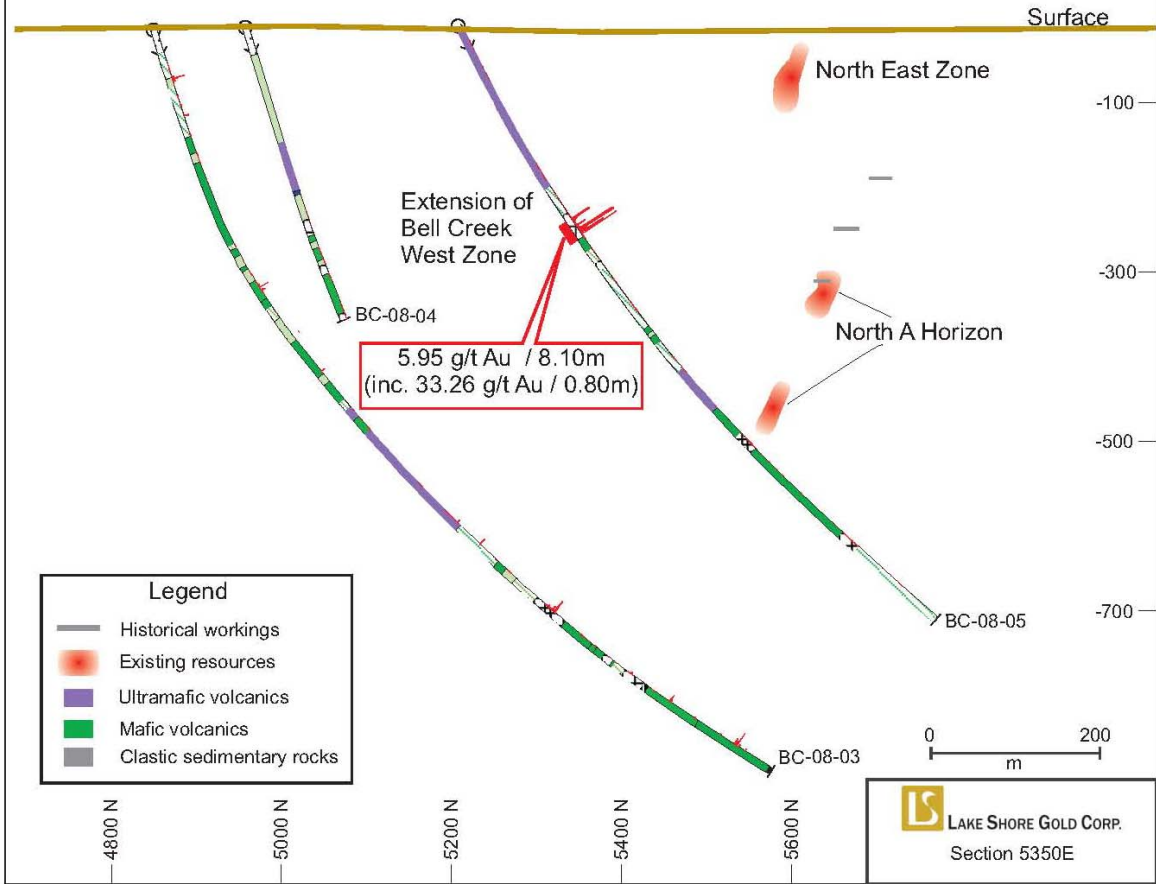 Surface
North East Zone
-100
Extension of
Bell Creek
West Zone
-300
BC-08-04
North A Horizon
5.95 g/t Au / 8.10m
(inc. 33.26 g/t Au / 0.80m)
-500
-700
BC-08-05
Legend
Historical workings
Existing resources
Ultramafic volcanics
Mafic volcanics
Clastic sedimentary rocks
BC-08-03
0 200
m
4800 N
5000 N
5200 N
5400 N
5600 N
LS LAKE SHORE GOLD CORP.
Section 5350E